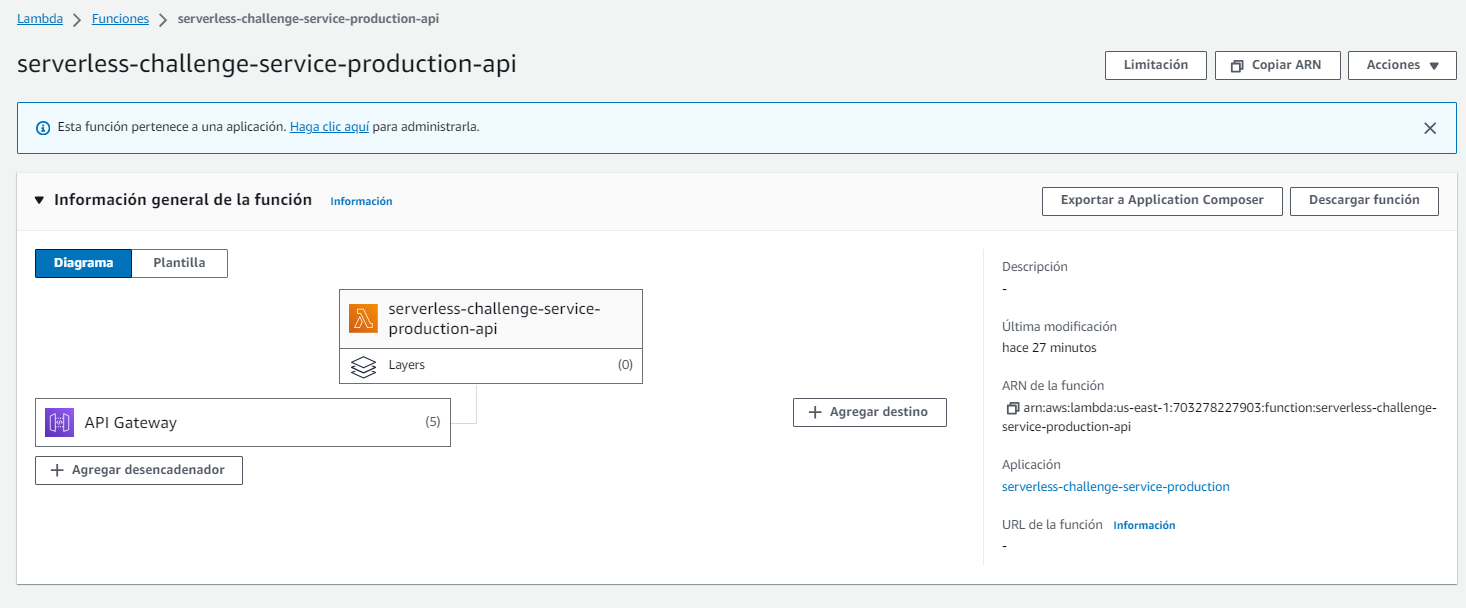 Lambda > Funciones > serverless-challenge-service-production-api
serverless-challenge-service-production-api
Limitación
Copiar ARN
Acciones
Esta función pertenece a una aplicación. Haga clic aquí para administrarla.
Información general de la función Información
Exportar a Application Composer
Descargar función
Diagrama
Plantilla
serverless-challenge-service-
production-api
Layers (0)
API Gateway (5)
+ Agregar desencadenador
+ Agregar destino
Descripción
-
Última modificación
hace 27 minutos
ARN de la función
arn:aws:lambda:us-east-1:703278227903:function:serverless-challenge-
service-production-api
Aplicación
serverless-challenge-service-production
URL de la función Información
-